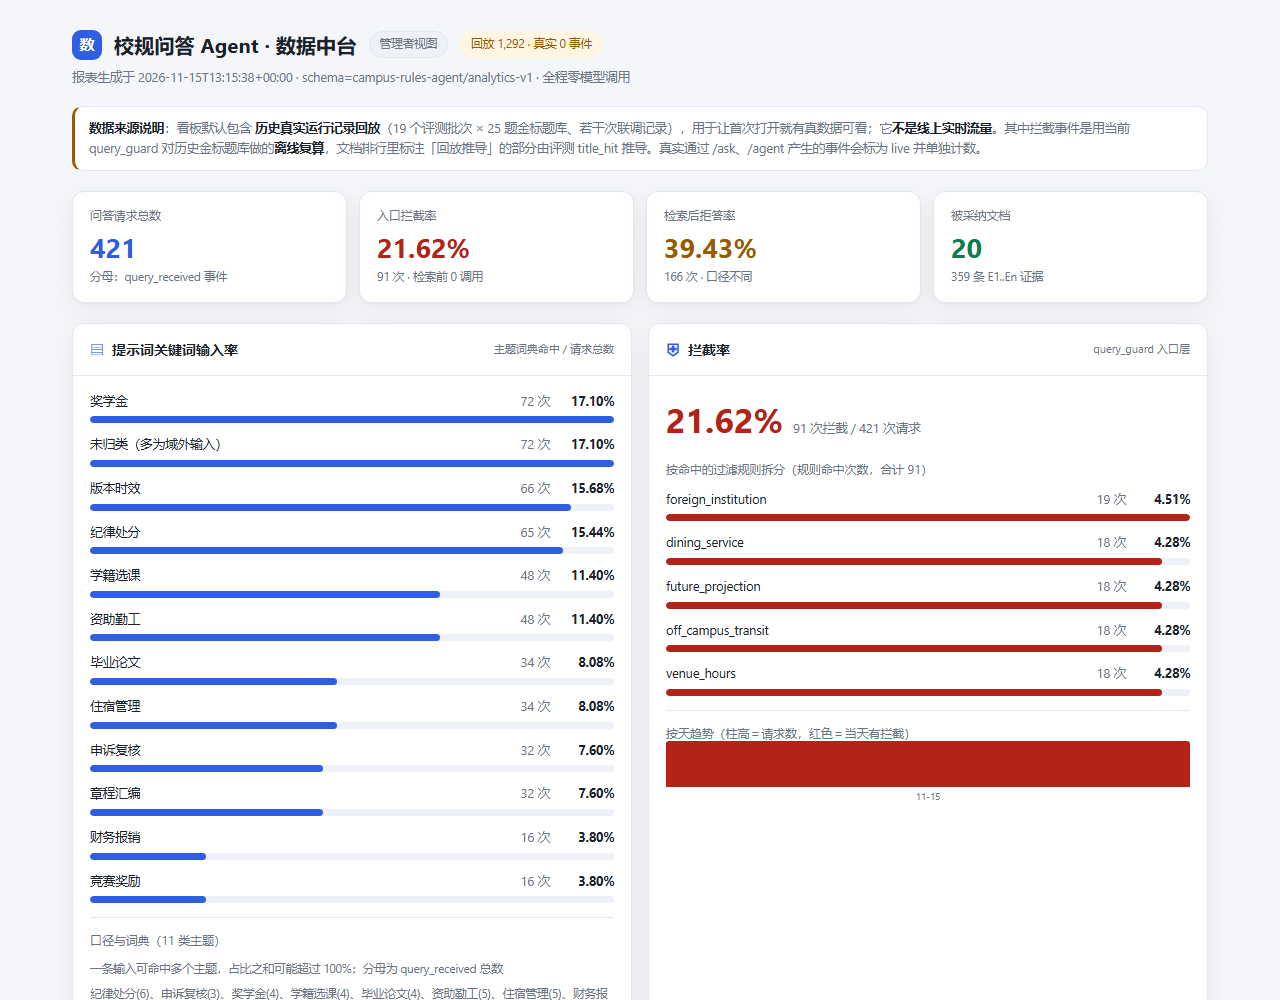 数 校规问答 Agent · 数据中台 管理者视图 回放 1,292 · 真实 0 事件
报表生成于 2026-11-15T13:15:38+00:00 · schema=campus-rules-agent/analytics-v1 · 全程零模型调用
数据来源说明：看板默认包含 历史真实运行记录回放（19 个评测批次 × 25 题金标题库、若干次联调记录），用于让首次打开就有真数据可看；它不是线上实时流量。其中拦截事件是用当前
query_guard 对历史金标题库做的离线复算，文档排行里标注「回放推导」的部分由评测 title_hit 推导。真实通过 /ask、/agent 产生的事件会标为 live 并单独计数。
问答请求总数
421
分母：query_received 事件
入口拦截率
21.62%
91 次 · 检索前 0 调用
检索后拒答率
39.43%
166 次 · 口径不同
被采纳文档
20
359 条 E1..En 证据
提示词关键词输入率 主题词典命中 / 请求总数
奖学金 72 次 17.10%
未归类（多为域外输入） 72 次 17.10%
版本时效 66 次 15.68%
纪律处分 65 次 15.44%
学籍选课 48 次 11.40%
资助勤工 48 次 11.40%
毕业论文 34 次 8.08%
住宿管理 34 次 8.08%
申诉复核 32 次 7.60%
章程汇编 32 次 7.60%
财务报销 16 次 3.80%
竞赛奖励 16 次 3.80%
口径与词典（11 类主题）
一条输入可命中多个主题，占比之和可能超过 100%；分母为 query_received 总数
纪律处分(6)、申诉复核(3)、奖学金(4)、学籍选课(4)、毕业论文(4)、资助勤工(5)、住宿管理(5)、财务报
拦截率 query_guard 入口层
21.62% 91 次拦截 / 421 次请求
按命中的过滤规则拆分（规则命中次数，合计 91）
foreign_institution 19 次 4.51%
dining_service 18 次 4.28%
future_projection 18 次 4.28%
off_campus_transit 18 次 4.28%
venue_hours 18 次 4.28%
按天趋势（柱高＝请求数，红色＝当天有拦截）
11-15